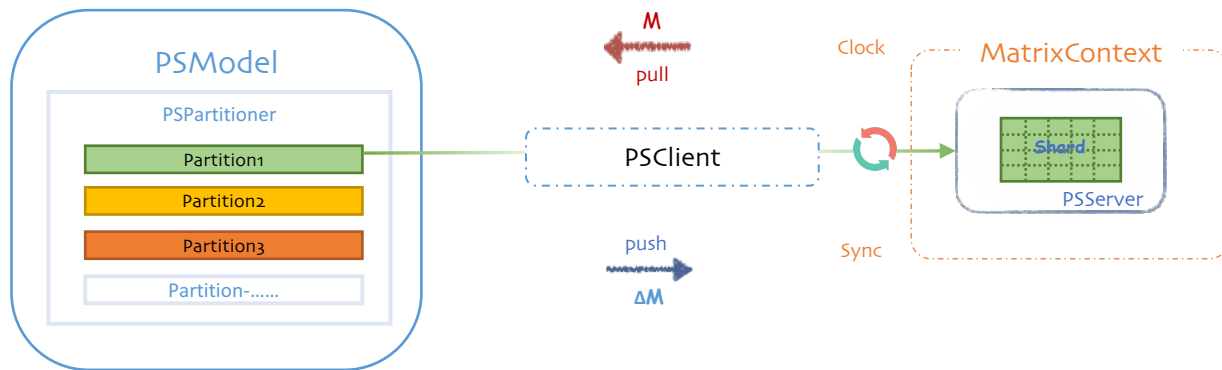 PSModel
PSPartitioner
Partition1
Partition2
Partition3
Partition-......
M
pull
PSClient
push
ΔM
Clock
Sync
MatrixContext
Shard
PSServer